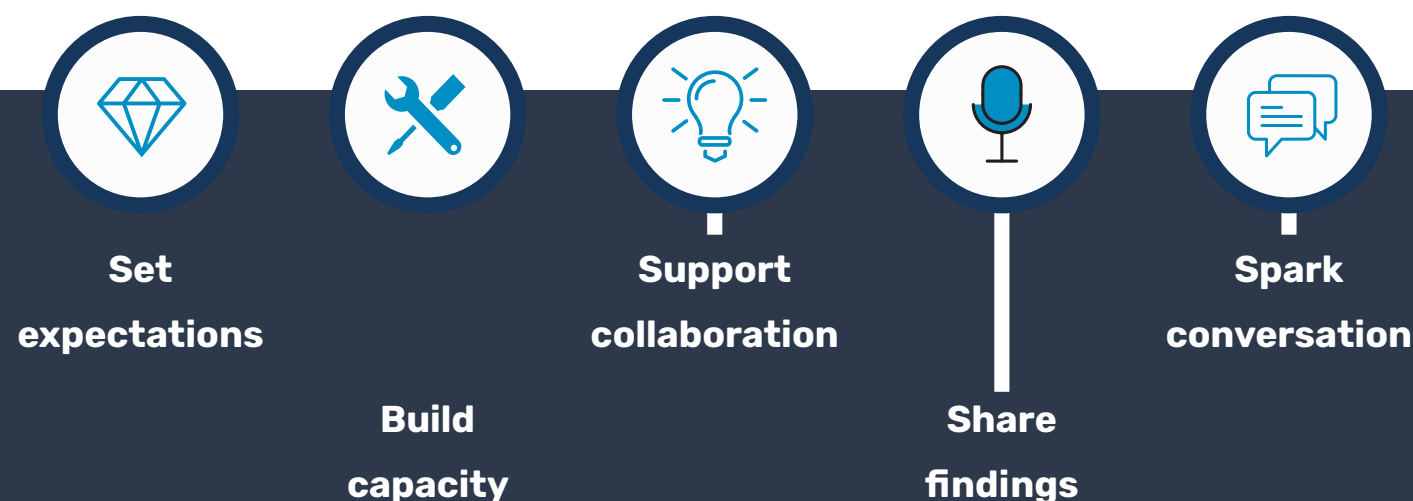 Set
expectations
Build
capacity
Support
collaboration
Share
findings
Spark
conversation